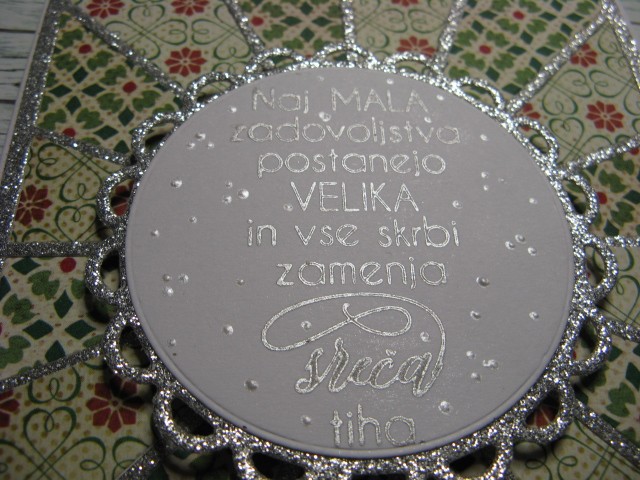 Naj MALA
zadovoljstva
postanejo
VELIKA
in vse skrbi
zamenja
sreča
tiha